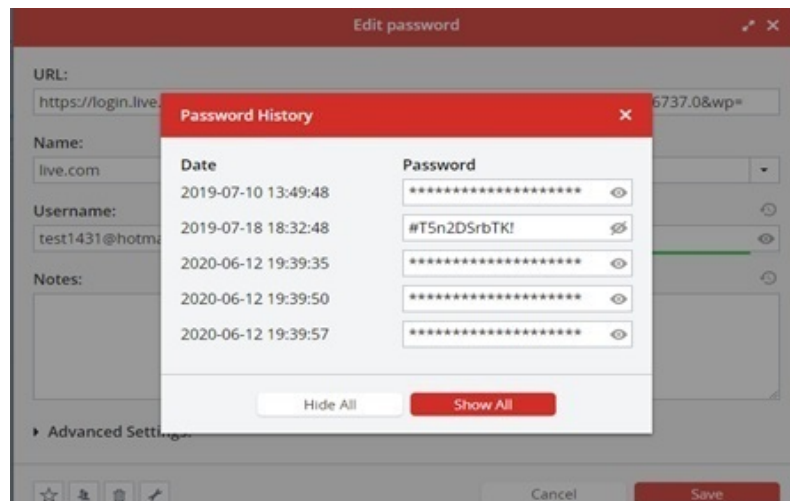 Edit password
URL:
https://login.live. 6737.0&wp=
Name:
live.com
Username:
test1431@hotma
Notes:
Password History
Date Password
2019-07-10 13:49:48 *********************
2019-07-18 18:32:48 #T5n2DSrbTK!
2020-06-12 19:39:35 *********************
2020-06-12 19:39:50 *********************
2020-06-12 19:39:57 *********************
Hide All Show All
Advanced Settings:
Cancel Save